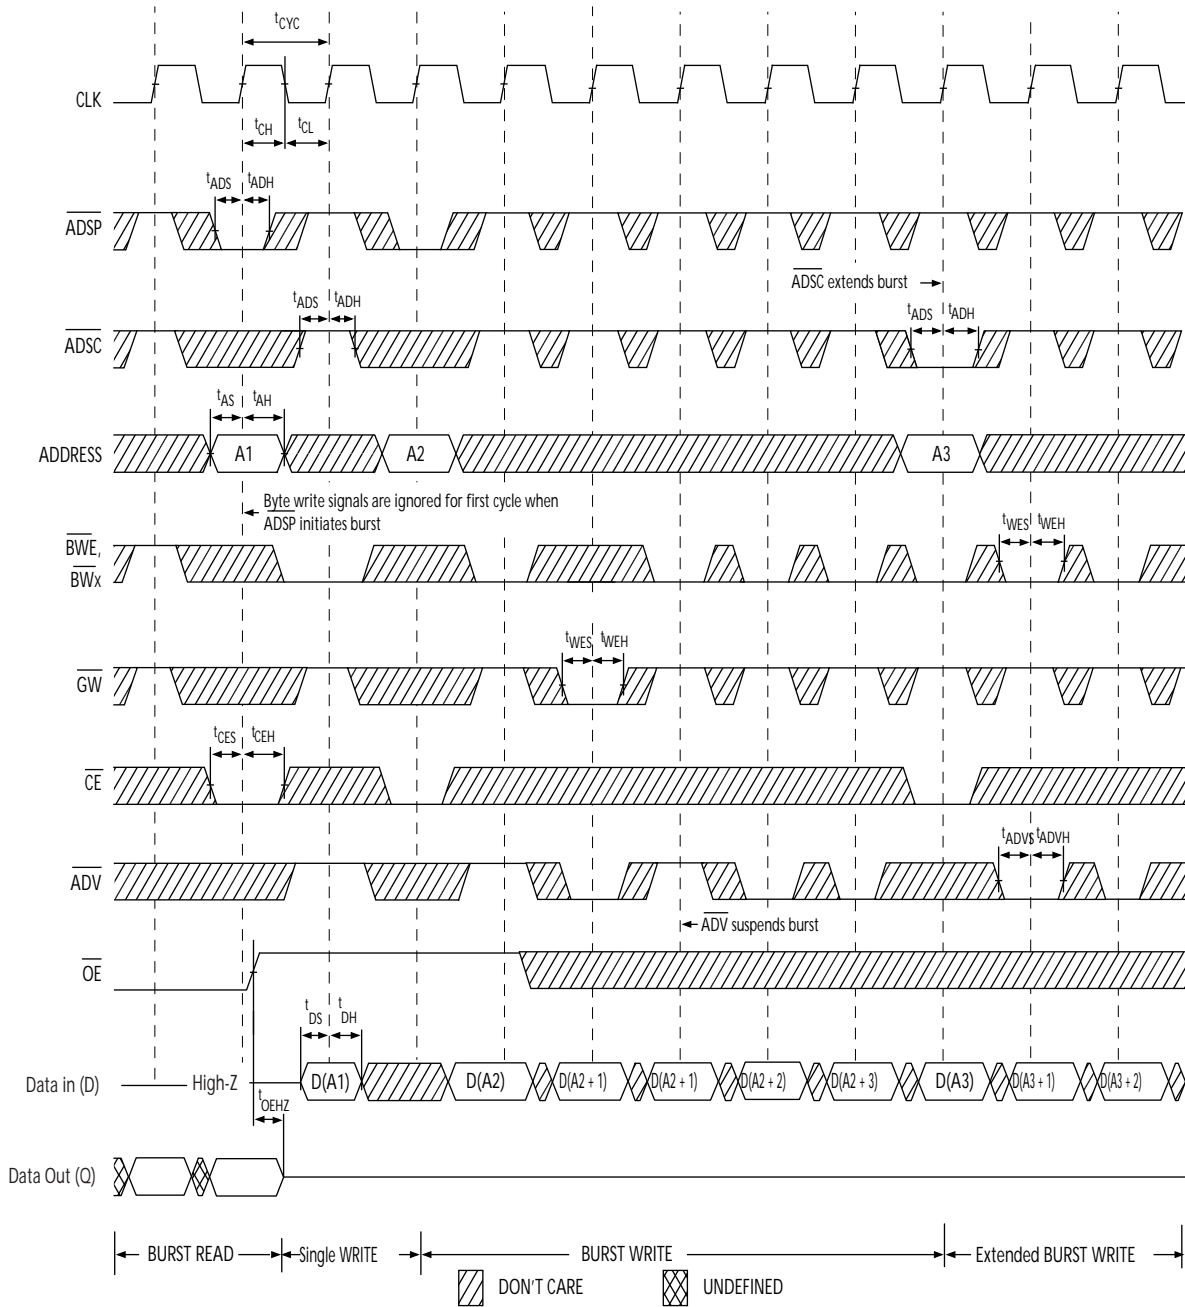 tCYC
CLK
tCH
tCL
tADS
tADH
ADSP
ADSC extends burst
tADS
tADH
tADS
tADH
ADSC
tAS
tAH
ADDRESS
A1
A2
A3
Byte write signals are ignored for first cycle when
ADSP initiates burst
tWES
tWEH
BWE,
BWx
tWES
tWEH
GW
tCES
tCEH
CE
tADVS
tADVH
ADV
ADV suspends burst
OE
tDS
tDH
Data in (D)
High-Z
D(A1)
D(A2)
D(A2 + 1)
D(A2 + 1)
D(A2 + 2)
D(A2 + 3)
D(A3)
D(A3 + 1)
D(A3 + 2)
tOEHZ
Data Out (Q)
BURST READ
Single WRITE
BURST WRITE
Extended BURST WRITE
DON'T CARE
UNDEFINED